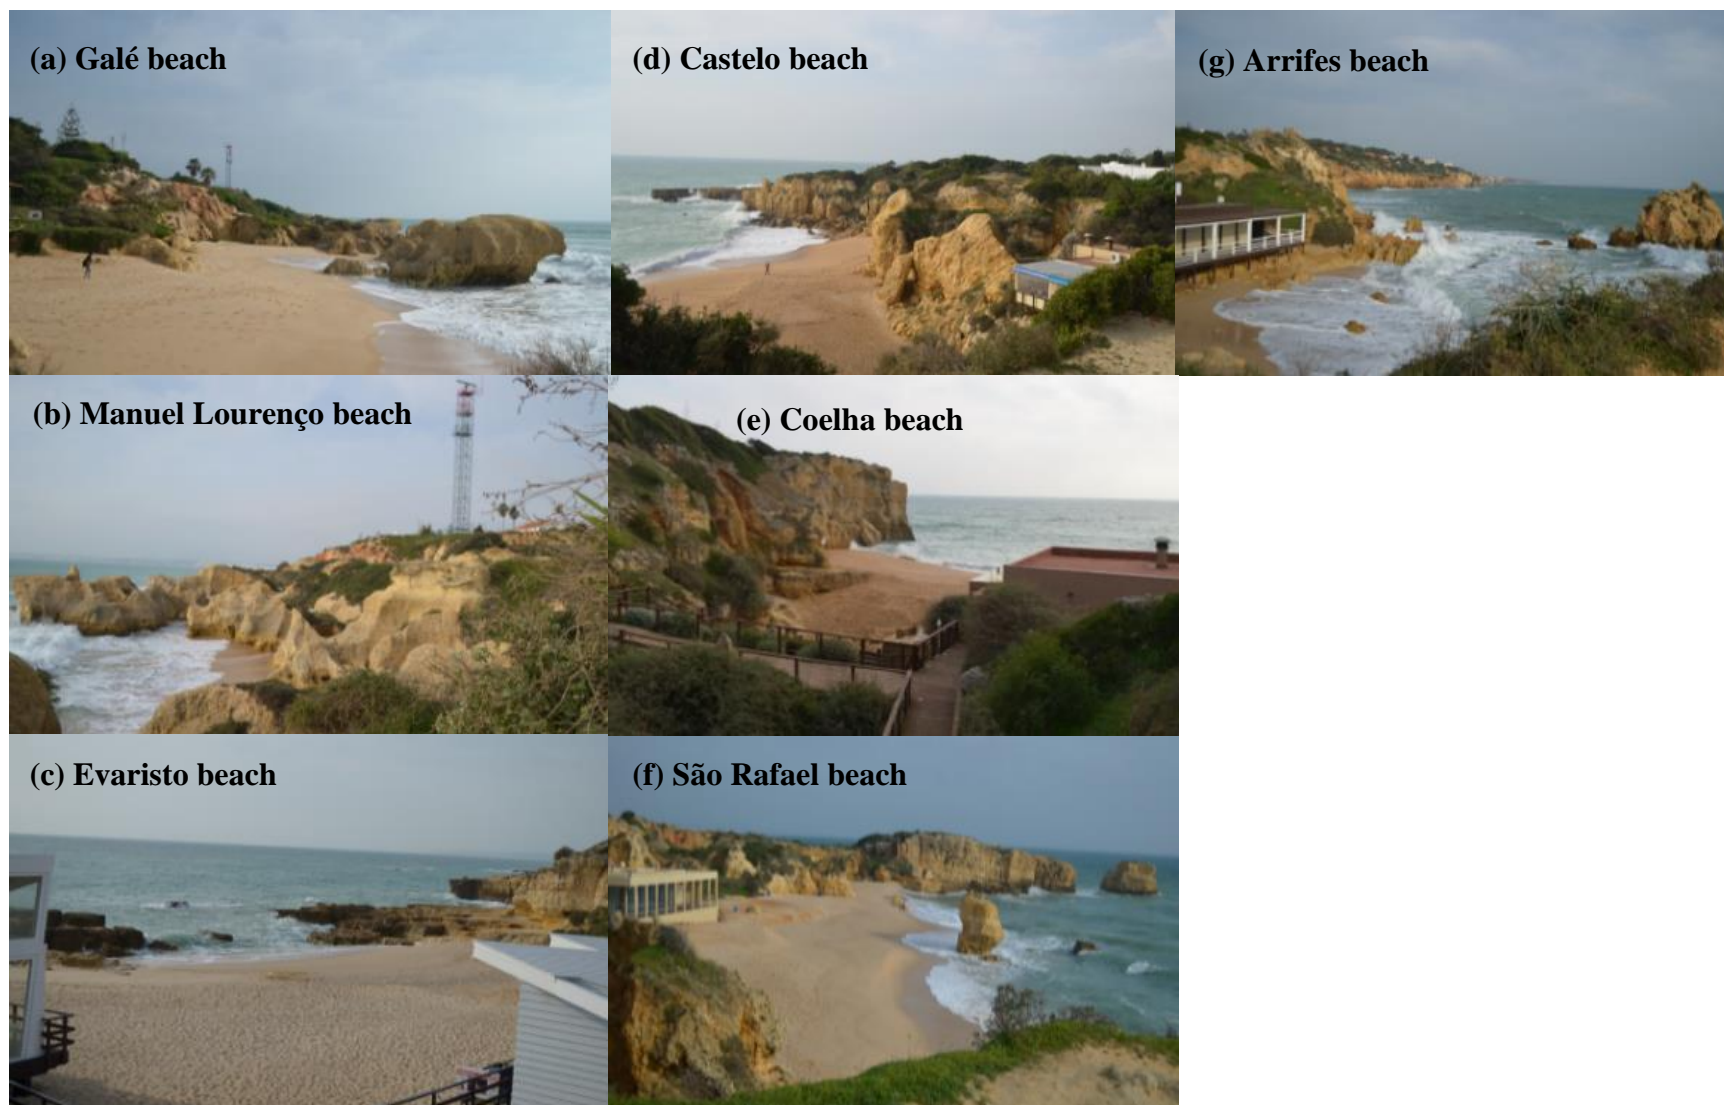 (a) Galé beach
(b) Manuel Lourenço beach
(c) Evaristo beach
(d) Castelo beach
(e) Coelha beach
(f) São Rafael beach
(g) Arrifes beach